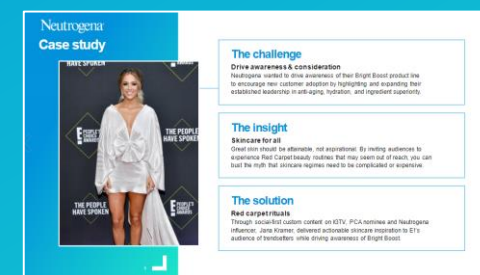 Neutrogena
Case study
HAVE SPOKEN
E! PEOPLE'S CHOICE AWARDS
THE PEOPLE
HAVE SPOKEN
THE PEOPLE
HAVE SPOKEN
E! PEOPLE'S CHOICE AWARDS
The challenge
Drive awareness & consideration
Neutrogena wanted to drive awareness of their Bright Boost product line
to encourage new customer adoption by highlighting and expanding their
established leadership in anti-aging, hydration, and ingredient superiority.
The insight
Skincare for all
Great skin should be attainable, not aspirational. By inviting audiences to
experience Red Carpet beauty routines that may seem out of reach, you can
bust the myth that skincare regimes need to be complicated or expensive.
The solution
Red carpet rituals
Through social-first custom content on IGTV, PCA nominee and Neutrogena
influencer, Jana Kramer, delivered actionable skincare inspiration to E!'s
audience of trendsetters while driving awareness of Bright Boost.